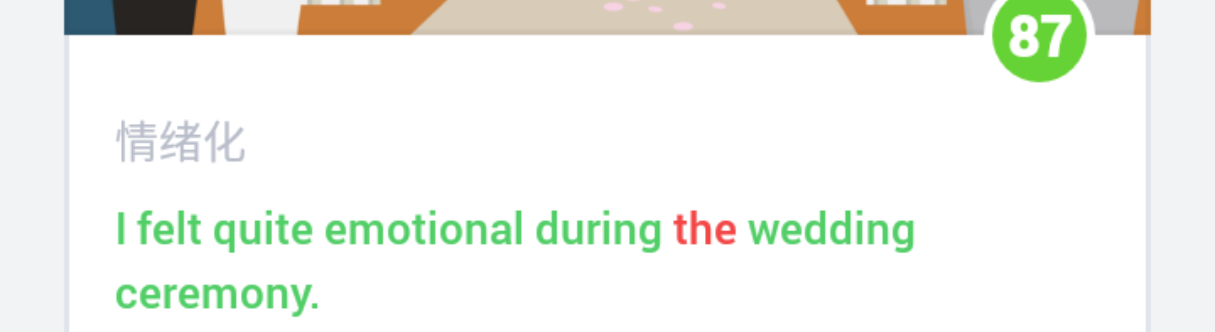 87
情绪化
I felt quite emotional during the wedding
ceremony.